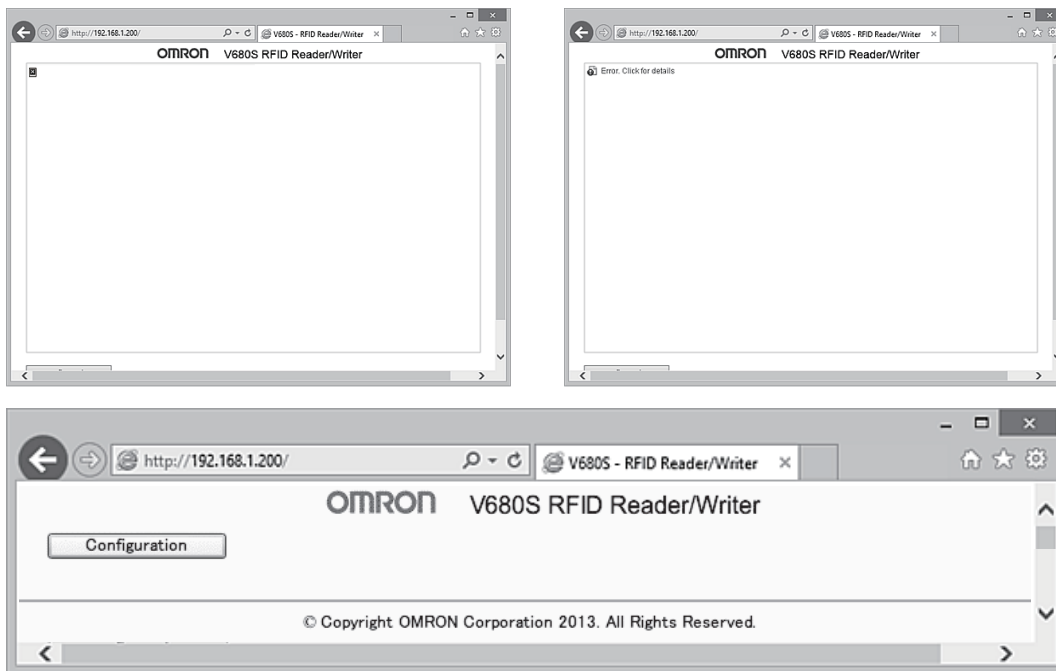 http://192.168.1.200/
V680S - RFID Reader/Writer
OMRON V680S RFID Reader/Writer
http://192.168.1.200/
V680S - RFID Reader/Writer
OMRON V680S RFID Reader/Writer
Error. Click for details
http://192.168.1.200/
V680S - RFID Reader/Writer
OMRON V680S RFID Reader/Writer
Configuration
© Copyright OMRON Corporation 2013. All Rights Reserved.